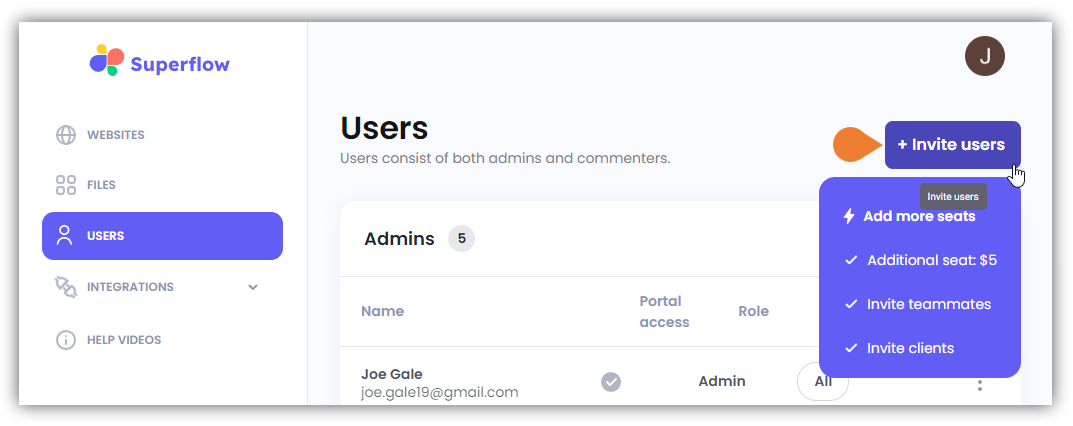 Superflow
J
WEBSITES
FILES
USERS
INTEGRATIONS
HELP VIDEOS
Users
Users consist of both admins and commenters.
+ Invite users
Invite users
Add more seats
Additional seat: $5
Invite teammates
Invite clients
Admins 5
Name
Portal
access
Role
Joe Gale
joe.gale19@gmail.com
Admin
All